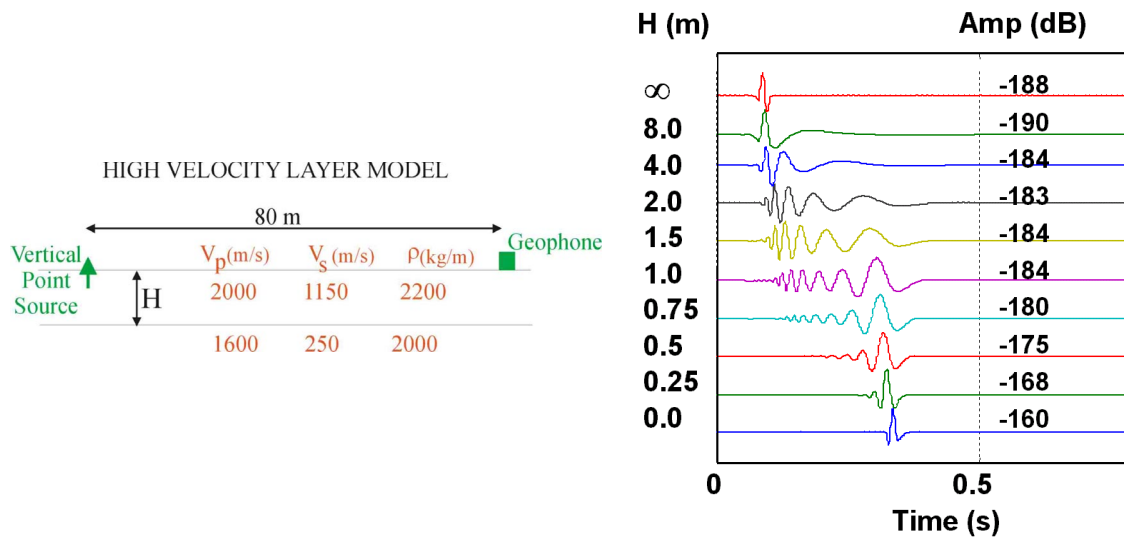 HIGH VELOCITY LAYER MODEL
80 m
Vertical
Point
Source
Geophone
H
Vp(m/s) Vs(m/s) ρ(kg/m)
2000 1150 2200
1600 250 2000
H (m) Amp (dB)
∞ -188
8.0 -190
4.0 -184
2.0 -183
1.5 -184
1.0 -184
0.75 -180
0.5 -175
0.25 -168
0.0 -160
0 0.5
Time (s)